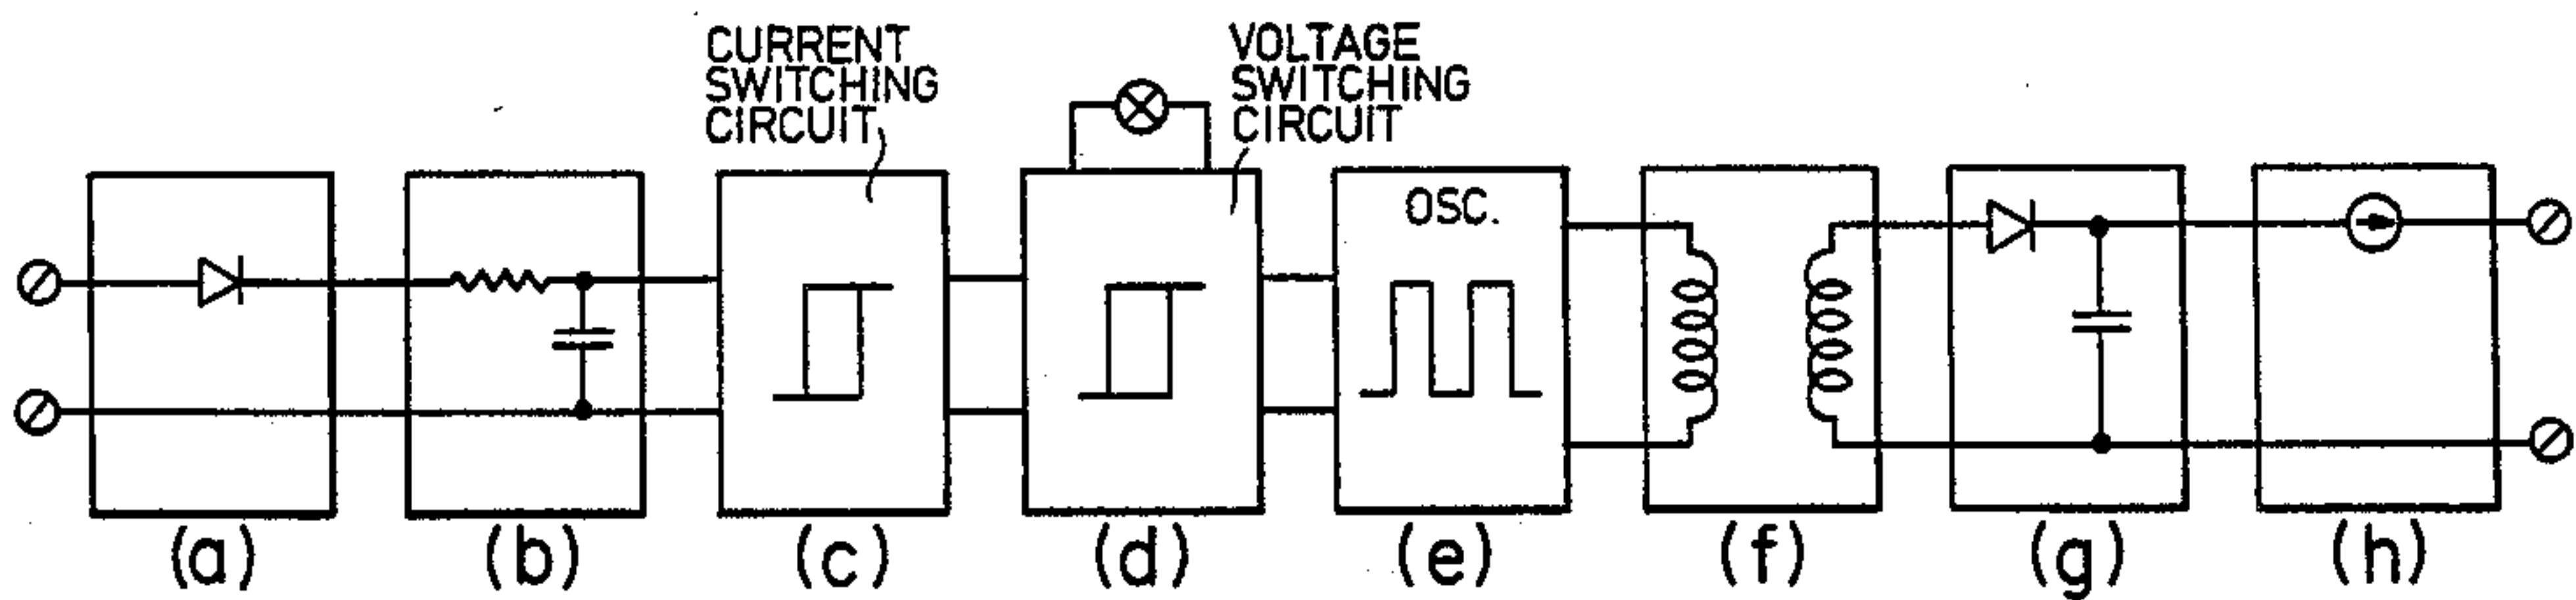 CURRENT
SWITCHING
CIRCUIT
VOLTAGE
SWITCHING
CIRCUIT
OSC.
(a) (b) (c) (d) (e) (f) (g) (h)